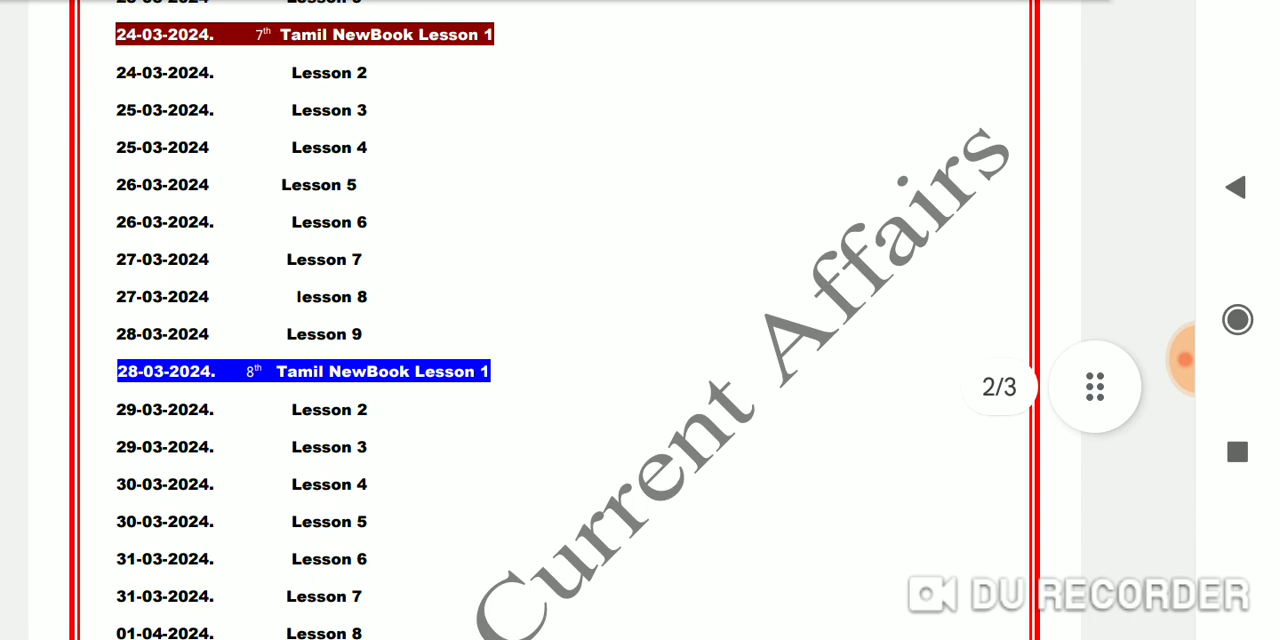 24-03-2024. 7th Tamil NewBook Lesson 1
24-03-2024. Lesson 2
25-03-2024. Lesson 3
25-03-2024 Lesson 4
26-03-2024 Lesson 5
26-03-2024. Lesson 6
27-03-2024 Lesson 7
27-03-2024 lesson 8
28-03-2024 Lesson 9
28-03-2024. 8th Tamil NewBook Lesson 1
29-03-2024. Lesson 2
29-03-2024. Lesson 3
30-03-2024. Lesson 4
30-03-2024. Lesson 5
31-03-2024. Lesson 6
31-03-2024. Lesson 7
01-04-2024. Lesson 8
Current Affairs
2/3
DU RECORDER